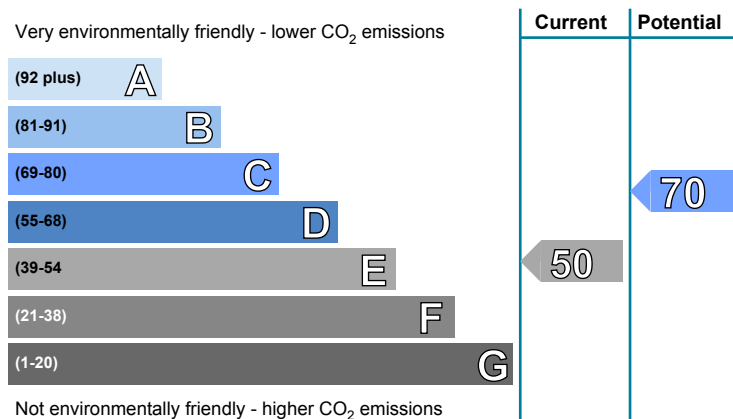 Current Potential
Very environmentally friendly - lower CO2 emissions
(92 plus) A
(81-91) B
(69-80) C
70
(55-68) D
(39-54 E
50
(21-38) F
(1-20) G
Not environmentally friendly - higher CO2 emissions